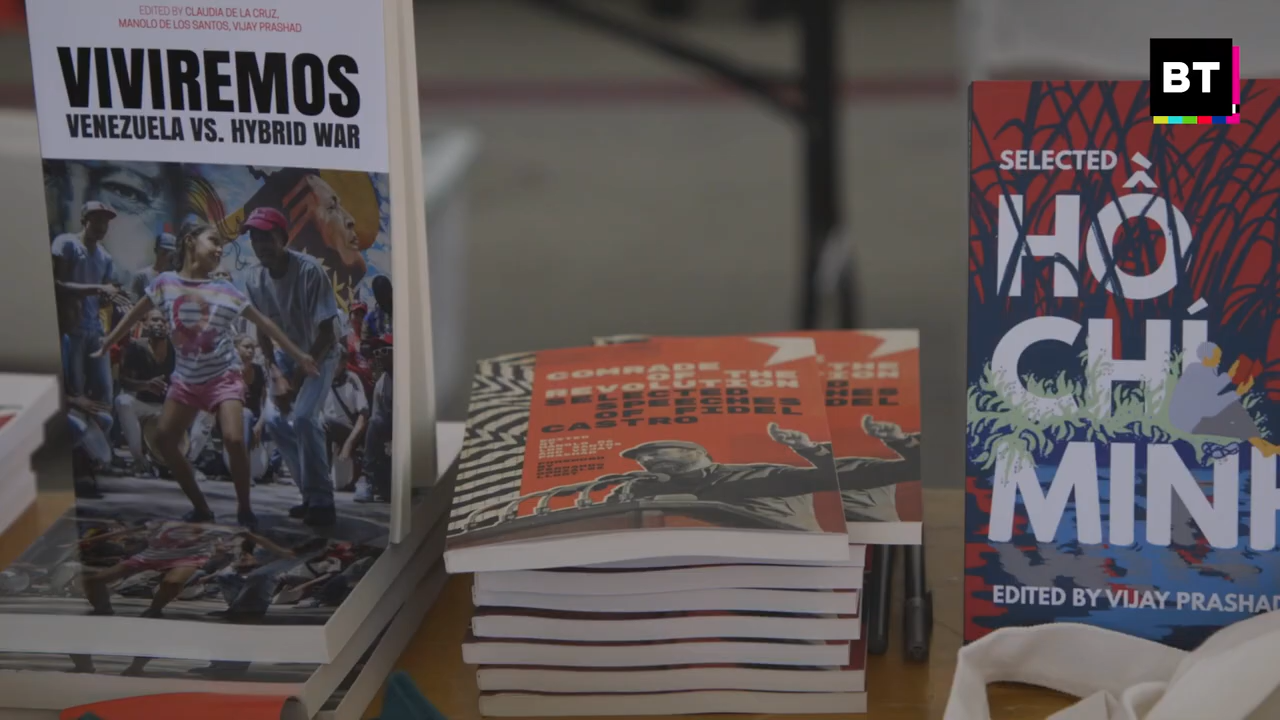 EDITED BY CLAUDIA DE LA CRUZ,
MANOLO DE LOS SANTOS, VIJAY PRASHAD
VIVIREMOS
VENEZUELA VS. HYBRID WAR
COMRADE
OF THE
REVOLUTION
SELECTED
SPEECHES
OF FIDEL
CASTRO
BT
SELECTED
HÔ
CHÍ
MINH
EDITED BY VIJAY PRASHAD